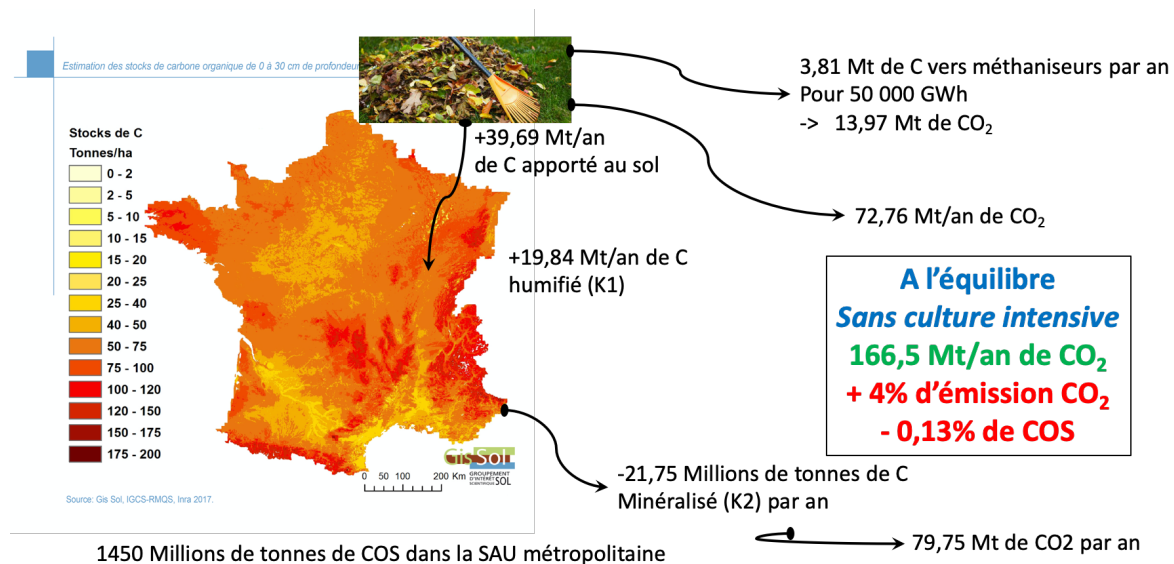 Estimation des stocks de carbone organique de 0 à 30 cm de profondeur
3,81 Mt de C vers méthaniseurs par an
Pour 50 000 GWh
-> 13,97 Mt de CO₂
+39,69 Mt/an
de C apporté au sol
72,76 Mt/an de CO₂
Stocks de C
Tonnes/ha
0 - 2
2 - 5
5 - 10
10 - 15
15 - 20
20 - 25
25 - 40
40 - 50
50 - 75
75 - 100
100 - 120
120 - 150
150 - 175
175 - 200
+19,84 Mt/an de C
humifié (K1)
A l’équilibre
Sans culture intensive
166,5 Mt/an de CO₂
+ 4% d’émission CO₂
- 0,13% de COS
Gis Sol
GROUPEMENT
D'INTÉRÊT
SCIENTIFIQUE SOL
0 50 100 200 Km
-21,75 Millions de tonnes de C
Minéralisé (K2) par an
Source: Gis Sol, IGCS-RMQS, Inra 2017.
79,75 Mt de CO2 par an
1450 Millions de tonnes de COS dans la SAU métropolitaine